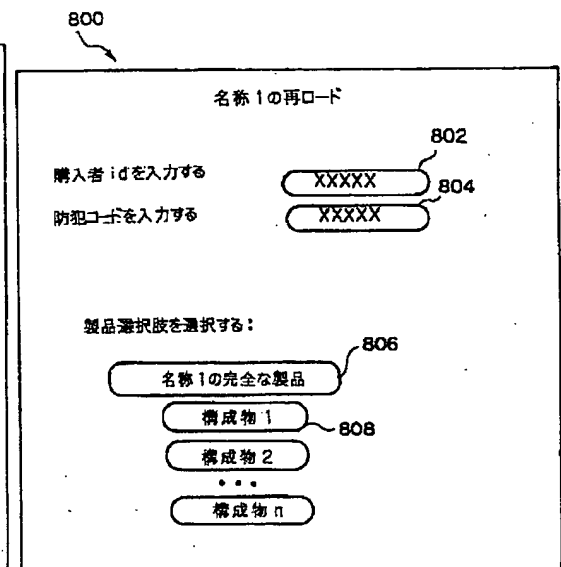 800
名称1の再ロード
802
購入者idを入力する XXXXX
804
防犯コードを入力する XXXXX
製品選択肢を選択する:
806
名称1の完全な製品
構成物1
808
構成物2
•••
構成物n